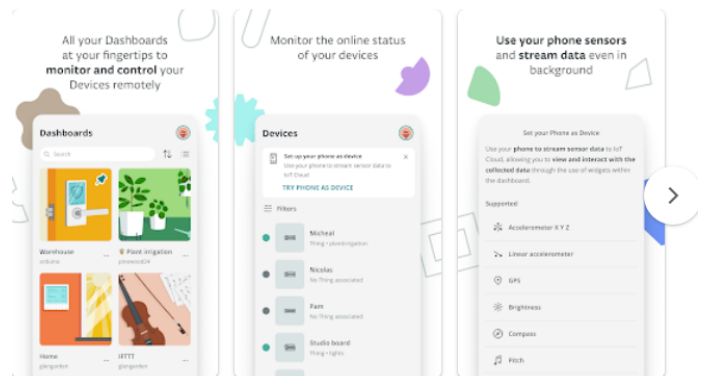 All your Dashboards
at your fingertips to
monitor and control your
Devices remotely
Dashboards
Search
Warehouse
arduino
Plant irrigation
pinewood24
Home
glengarden
IFTTT
glengarden
Monitor the online status
of your devices
Devices
Set up your phone as device
Use your phone to stream sensor data to
IoT Cloud
TRY PHONE AS DEVICE
Filters
Micheal
Thing • plantirrigation
Nicolas
No Thing associated
Pam
No Thing associated
Studio board
Thing • lights
Use your phone sensors
and stream data even in
background
Set your Phone as Device
Use your phone to stream sensor data to IoT
Cloud, allowing you to view and interact with the
collected data through the use of widgets within
the dashboard.
Supported
Accelerometer X Y Z
Linear accelerometer
GPS
Brightness
Compass
Pitch